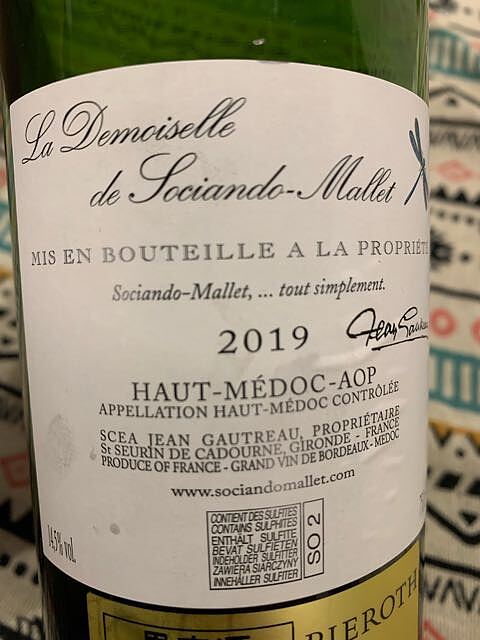 La Demoiselle
de Sociando-Mallet
MIS EN BOUTEILLE A LA PROPRIÉTÉ
Sociando-Mallet, ... tout simplement.
2019
HAUT-MÉDOC-AOP
APPELLATION HAUT-MÉDOC CONTRÔLÉE
SCEA JEAN GAUTREAU, PROPRIÉTAIRE
St SEURIN DE CADOURNE, GIRONDE - FRANCE
PRODUCE OF FRANCE - GRAND VIN DE BORDEAUX - MEDOC
www.sociandomallet.com
CONTIENT DES SULFITES
CONTAINS SULPHITES
ENTHÄLT SULFITE
BEVAT SULFIETEN
INDEHOLDER SULFITTER
ZAWIERA SIARCZYNY
INNEHÅLLER SULFITER
SO 2
14,5% vol.
PIEROTH